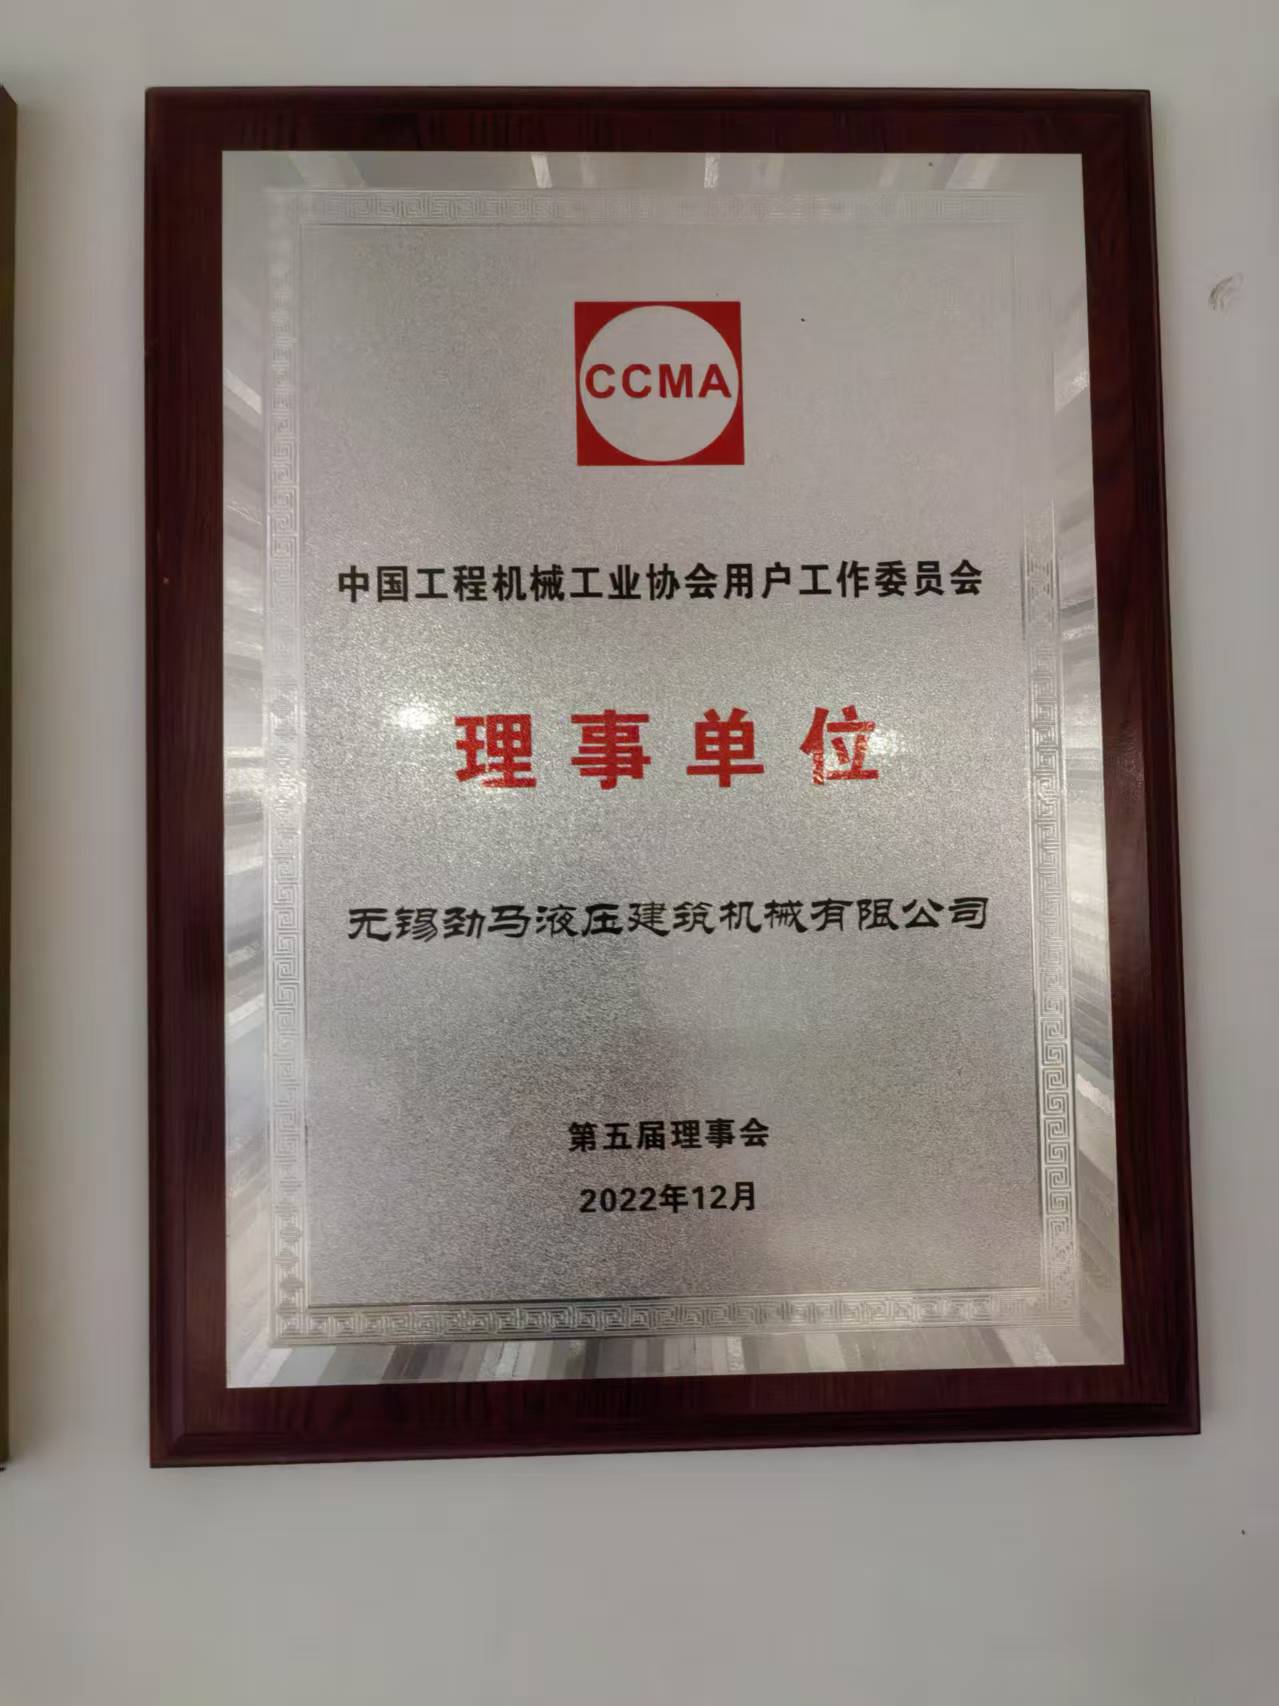 CCMA
中国工程机械工业协会用户工作委员会
理事单位
无锡劲马液压建筑机械有限公司
第五届理事会
2022年12月